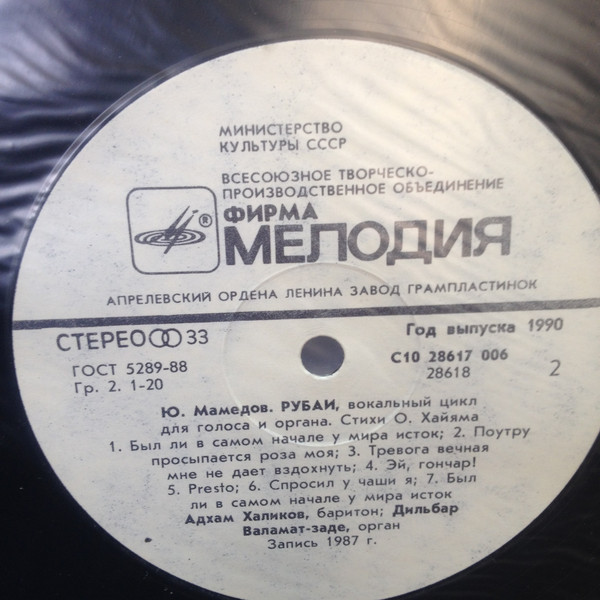 МИНИСТЕРСТВО
КУЛЬТУРЫ СССР
ВСЕСОЮЗНОЕ ТВОРЧЕСКО-
ПРОИЗВОДСТВЕННОЕ ОБЪЕДИНЕНИЕ
®
ФИРМА
МЕЛОДИЯ
АПРЕЛЕВСКИЙ ОРДЕНА ЛЕНИНА ЗАВОД ГРАМПЛАСТИНОК
СТЕРЕО 33
Год выпуска 1990
ГОСТ 5289-88
С10 28617 006
Гр. 2. 1-20
28618
2
Ю. Мамедов. РУБАИ, вокальный цикл
для голоса и органа. Стихи О. Хайяма
1. Был ли в самом начале у мира исток; 2. Поутру
просыпается роза моя; 3. Тревога вечная
мне не дает вздохнуть; 4. Эй, гончар!
5. Presto; 6. Спросил у чаши я; 7. Был
ли в самом начале у мира исток
Адхам Халиков, баритон; Дильбар
Валамат-заде, орган
Запись 1987 г.